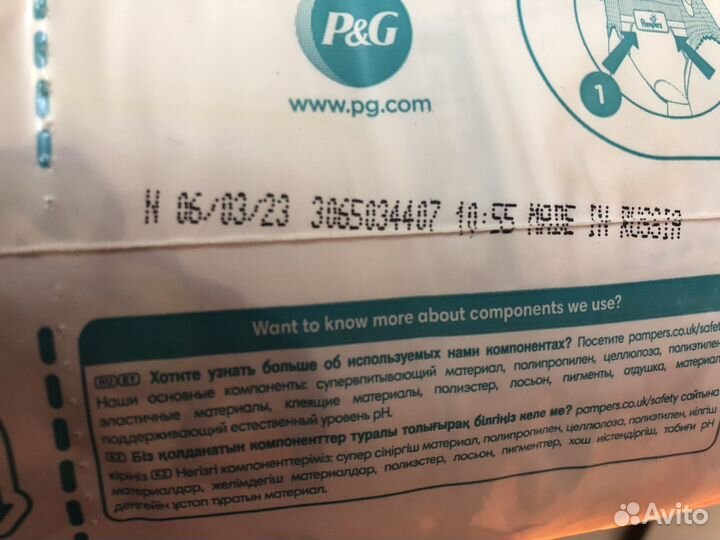 P&G
Pampers
www.pg.com
1
N 06/03/23 3065034407 10:55 MADE IN RUSSIA
Want to know more about components we use?
RU BY Хотите узнать больше об используемых нами компонентах? Посетите pampers.co.uk/safety
Наши основные компоненты: супервпитывающий материал, полипропилен, целлюлоза, полиэтилен
эластичные материалы, клеящие материалы, полиэстер, лосьон, пигменты, отдушка, материал
поддерживающий естественный уровень pH.
KZ Біз қолданатын компоненттер туралы толығырақ білгіңіз келе ме? pampers.co.uk/safety сайтына
кіріңіз KZ Негізгі компоненттеріміз: супер сіңіргіш материал, полипропилен, целлюлоза, полиэтилен, иілгіш
материалдар, желімдегіш материалдар, полиэстер, лосьон, пигменттер, хош иістендіргіш, табиғи pH
деңгейін ұстап тұратын материал.
Avito